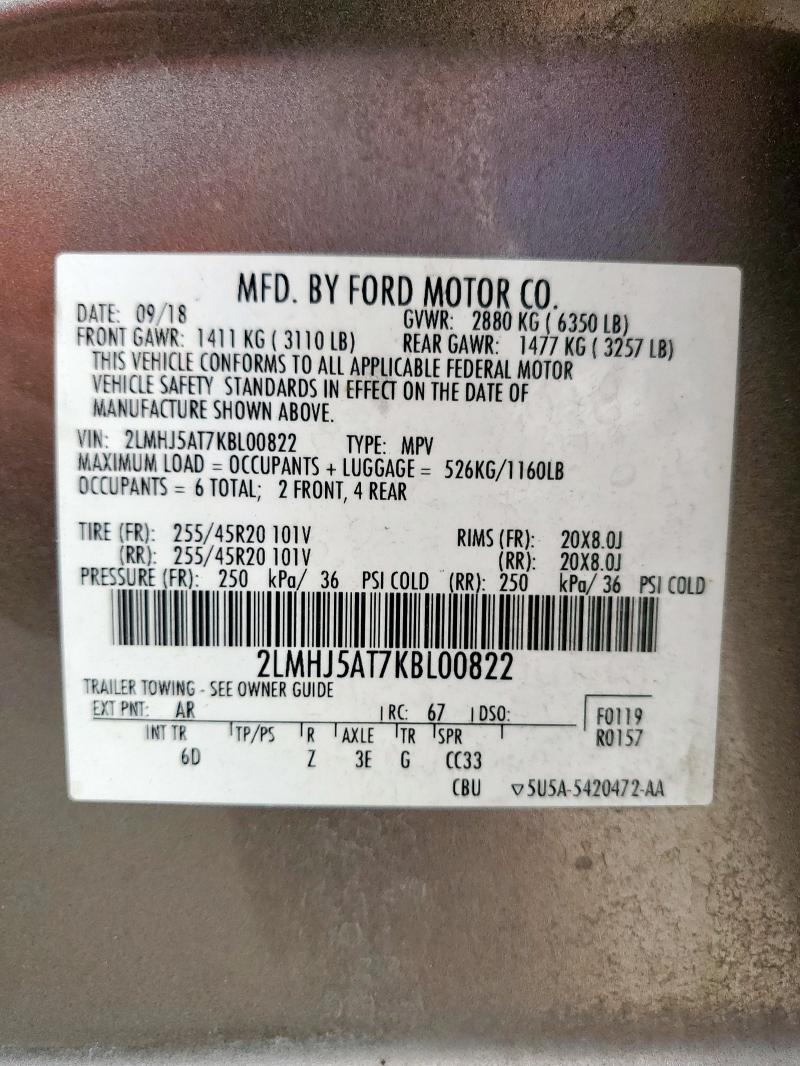 MFD. BY FORD MOTOR CO.
DATE: 09/18 GVWR: 2880 KG ( 6350 LB)
FRONT GAWR: 1411 KG ( 3110 LB) REAR GAWR: 1477 KG ( 3257 LB)
THIS VEHICLE CONFORMS TO ALL APPLICABLE FEDERAL MOTOR
VEHICLE SAFETY STANDARDS IN EFFECT ON THE DATE OF
MANUFACTURE SHOWN ABOVE.
VIN: 2LMHJ5AT7KBL00822 TYPE: MPV
MAXIMUM LOAD = OCCUPANTS + LUGGAGE = 526KG/1160LB
OCCUPANTS = 6 TOTAL; 2 FRONT, 4 REAR
TIRE (FR): 255/45R20 101V RIMS (FR): 20X8.0J
(RR): 255/45R20 101V (RR): 20X8.0J
PRESSURE (FR): 250 kPa/ 36 PSI COLD (RR): 250 kPa/ 36 PSI COLD
2LMHJ5AT7KBL00822
TRAILER TOWING - SEE OWNER GUIDE
EXT PNT: AR RC: 67 DSO: F0119
INT TR TP/PS R AXLE TR SPR R0157
6D Z 3E G CC33
CBU ▽5U5A-5420472-AA